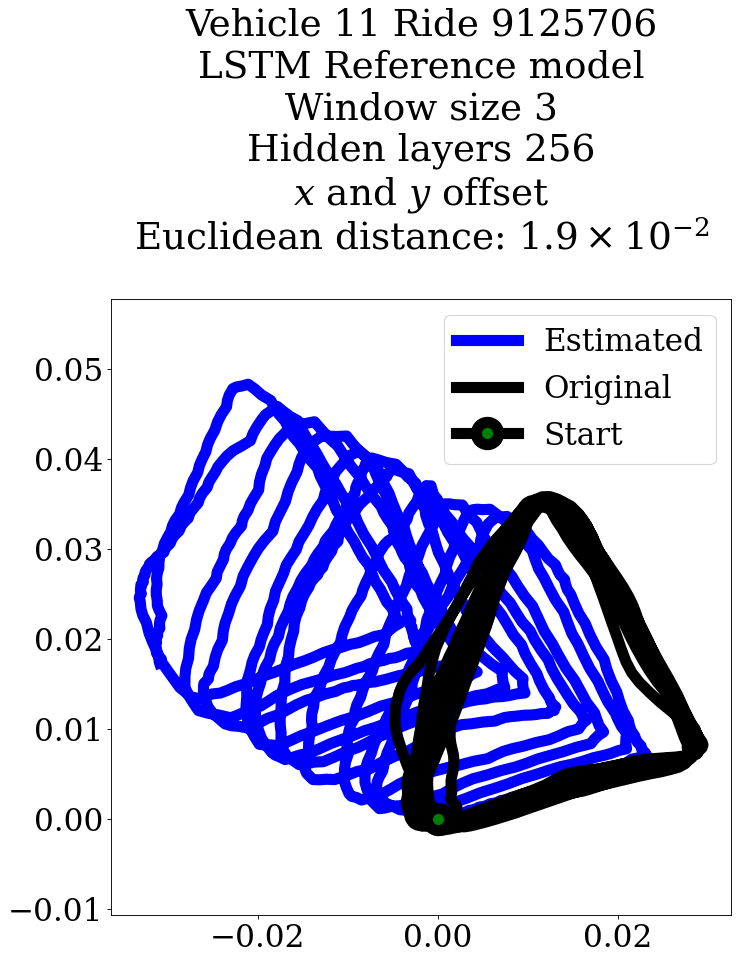 Vehicle 11 Ride 9125706
LSTM Reference model
Window size 3
Hidden layers 256
x and y offset
Euclidean distance: 1.9 × 10⁻²
Estimated
Original
Start
0.05
0.04
0.03
0.02
0.01
0.00
−0.01
−0.02 0.00 0.02